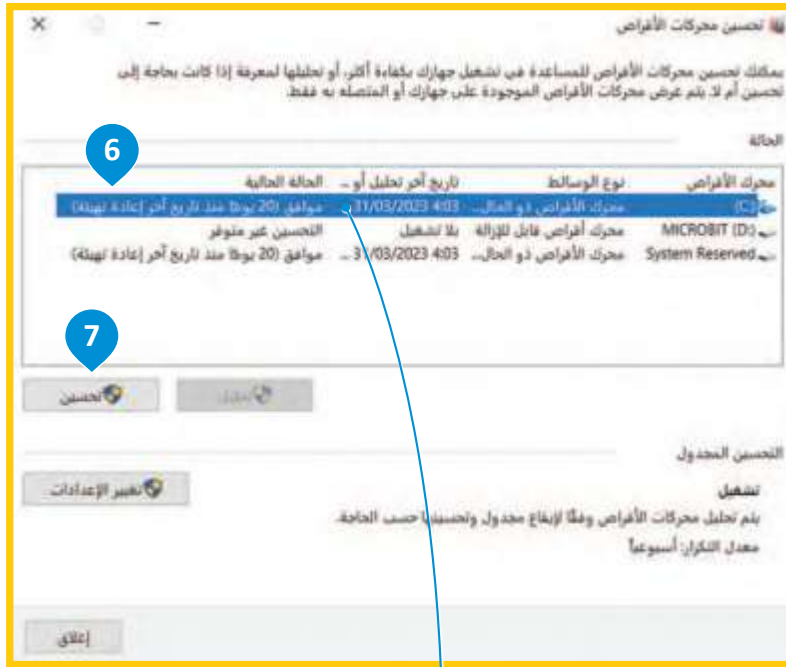 تحسين محركات الأقراص
يمكنك تحسين محركات الأقراص للمساعدة في تشغيل جهازك بكفاءة أكثر، أو تحليلها لمعرفة إذا كانت بحاجة إلى
تحسين أم لا. يتم عرض محركات الأقراص الموجودة على جهازك أو المتصلة به فقط.
الحالة
6
محرك الأقراص نوع الوسائط تاريخ آخر تحليل أو ... الحالة الحالية
(C:) محرك الأقراص ذو الحال... 31/03/2023 4:03 ... موافق (20 يومًا منذ تاريخ آخر إعادة تهيئة)
MICROBIT (D:) محرك أقراص قابل للإزالة بلا تشغيل التحسين غير متوفر
System Reserved محرك الأقراص ذو الحال... 31/03/2023 4:03 ... موافق (20 يومًا منذ تاريخ آخر إعادة تهيئة)
7
تحليل تحسين
التحسين المجدول
تشغيل تغيير الإعدادات
يتم تحليل محركات الأقراص وفقًا لإيقاع مجدول وتحسينها حسب الحاجة.
معدل التكرار: أسبوعياً
إغلاق